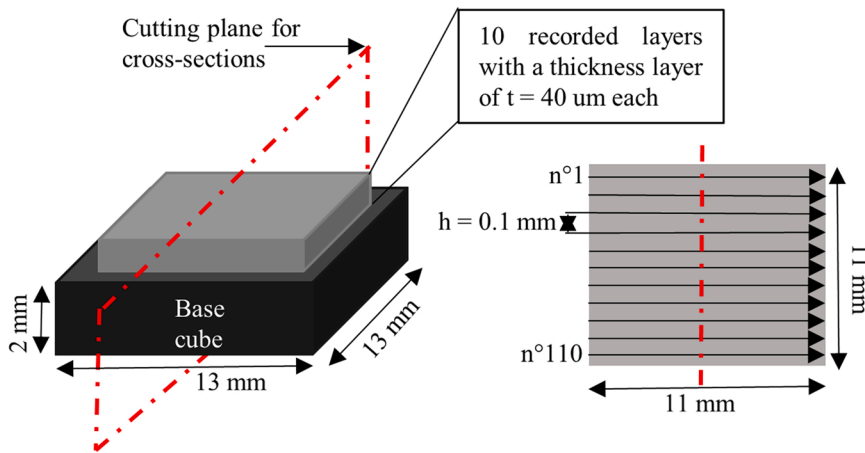 Cutting plane for
cross-sections
10 recorded layers
with a thickness layer
of t = 40 um each
n°1
h = 0.1 mm
11 mm
n°110
11 mm
2 mm
Base
cube
13 mm
13 mm